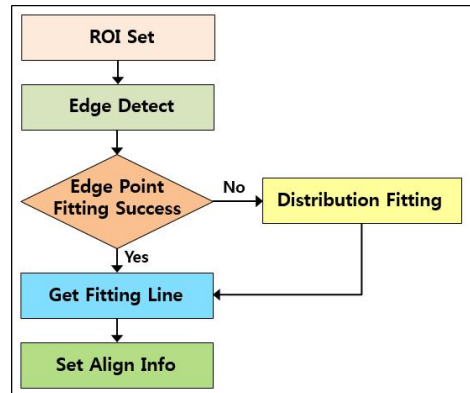 ROI Set
Edge Detect
Edge Point
Fitting Success
No
Distribution Fitting
Yes
Get Fitting Line
Set Align Info